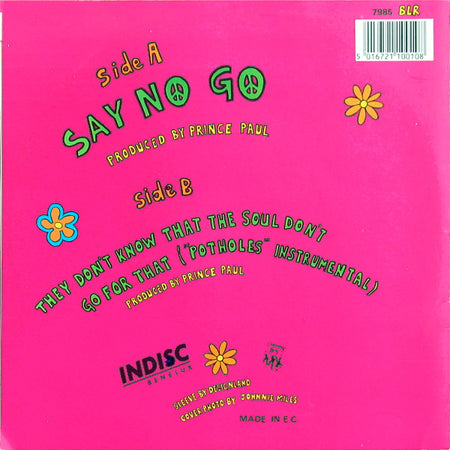 7985 BLR
5 016721 100108
side A
SAY NO GO
PRODUCED BY PRINCE PAUL
side B
THEY DON'T KNOW THAT THE SOUL DON'T
GO FOR THAT ("POTHOLES" INSTRUMENTAL)
PRODUCED BY PRINCE PAUL
INDISC
BENELUX
SLEEVE BY DESIGNLAND
COVER PHOTO BY JOHNNIE MILES
MADE IN E.C.